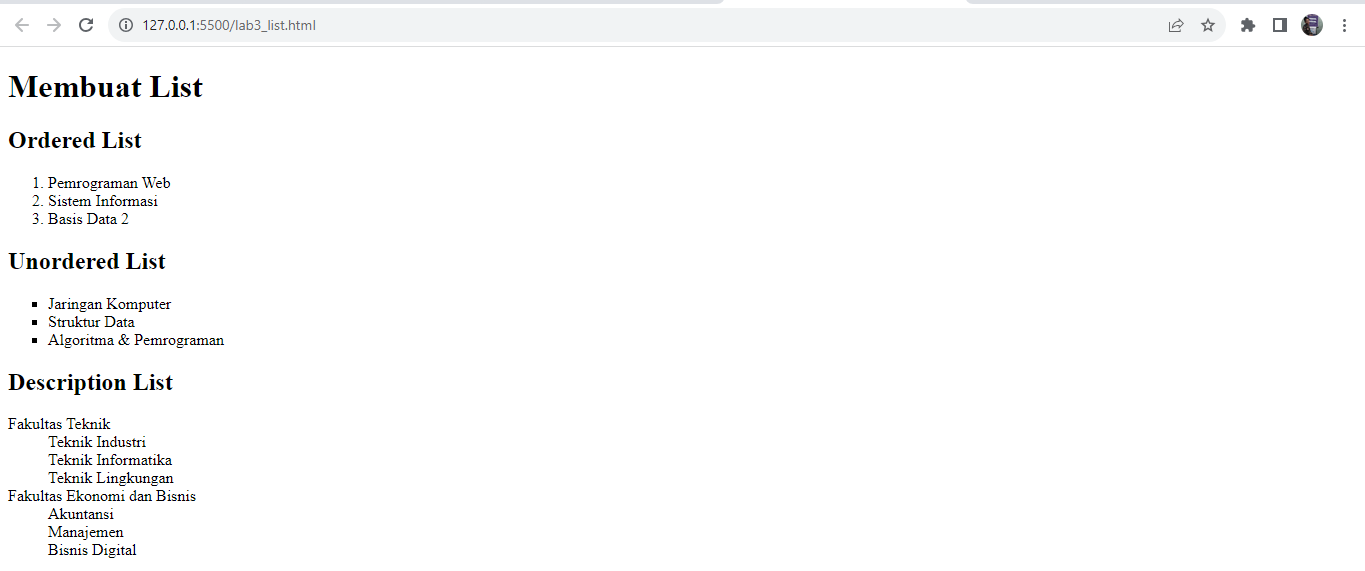 127.0.0.1:5500/lab3_list.html
Membuat List
Ordered List
1. Pemrograman Web
2. Sistem Informasi
3. Basis Data 2
Unordered List
▪ Jaringan Komputer
▪ Struktur Data
▪ Algoritma & Pemrograman
Description List
Fakultas Teknik
Teknik Industri
Teknik Informatika
Teknik Lingkungan
Fakultas Ekonomi dan Bisnis
Akuntansi
Manajemen
Bisnis Digital